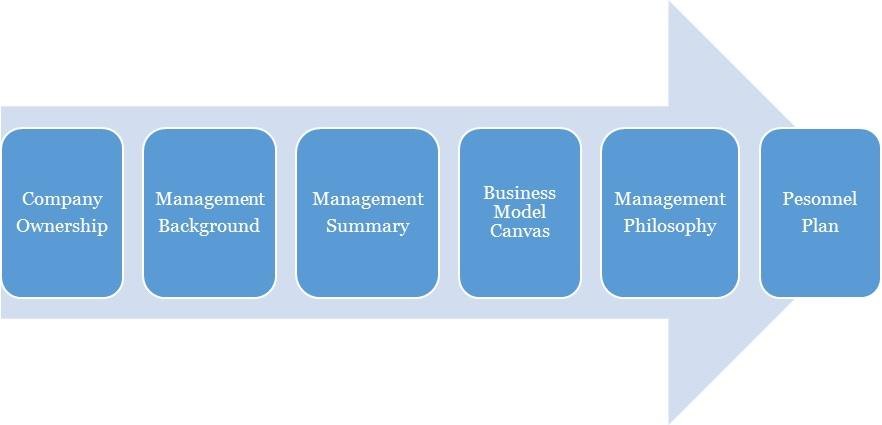 Company
Ownership
Management
Background
Management
Summary
Business
Model
Canvas
Management
Philosophy
Pesonnel
Plan